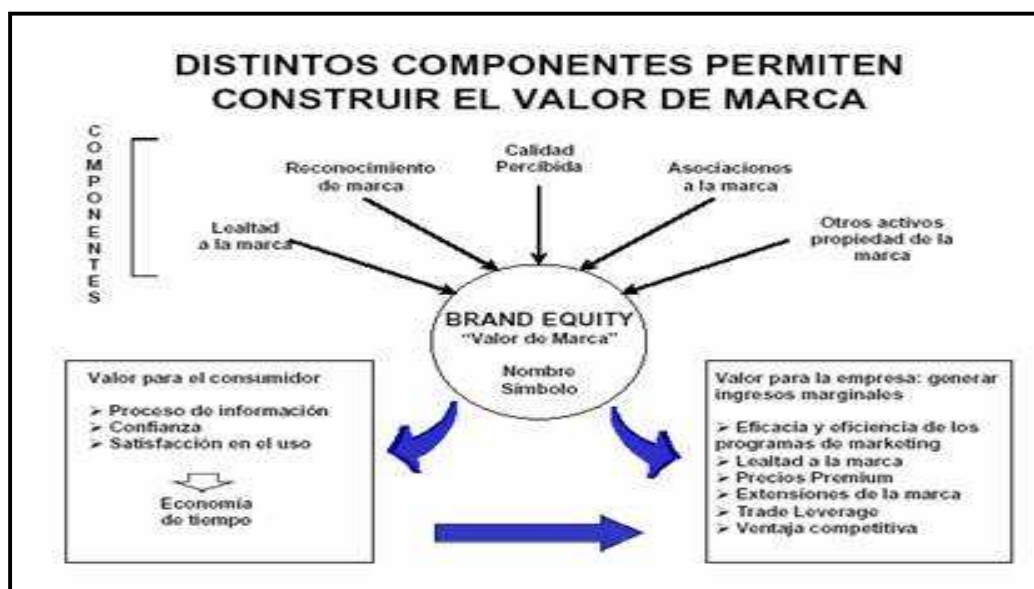 DISTINTOS COMPONENTES PERMITEN
CONSTRUIR EL VALOR DE MARCA
COMPONENTES
Calidad
Percibida
Reconocimiento
de marca
Asociaciones
a la marca
Lealtad
a la marca
Otros activos
propiedad de la
marca
BRAND EQUITY
“Valor de Marca”
Nombre
Símbolo
Valor para el consumidor
➢ Proceso de información
➢ Confianza
➢ Satisfacción en el uso
Economía
de tiempo
Valor para la empresa: generar
ingresos marginales
➢ Eficacia y eficiencia de los
programas de marketing
➢ Lealtad a la marca
➢ Precios Premium
➢ Extensiones de la marca
➢ Trade Leverage
➢ Ventaja competitiva